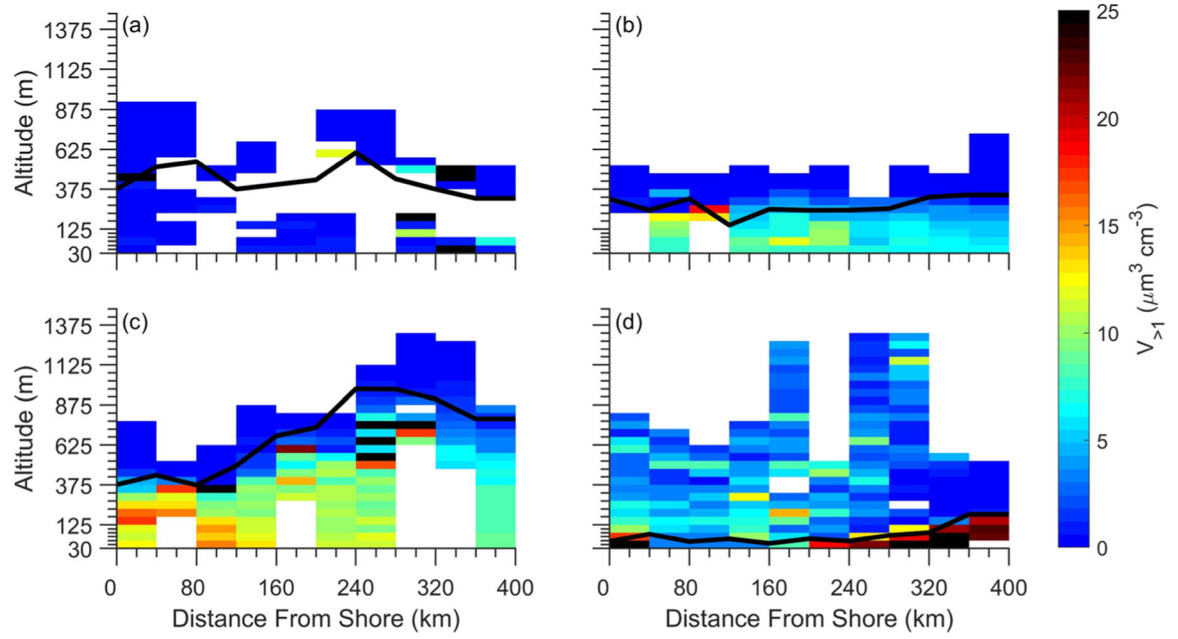 (a)
(b)
25
1375
1125
875
625
375
125
30
Altitude (m)
0 80 160 240 320 400
20
15
10
5
0
V>1 (μm³ cm⁻³)
(c)
(d)
1375
1125
875
625
375
125
30
Altitude (m)
0 80 160 240 320 400
Distance From Shore (km)
Distance From Shore (km)